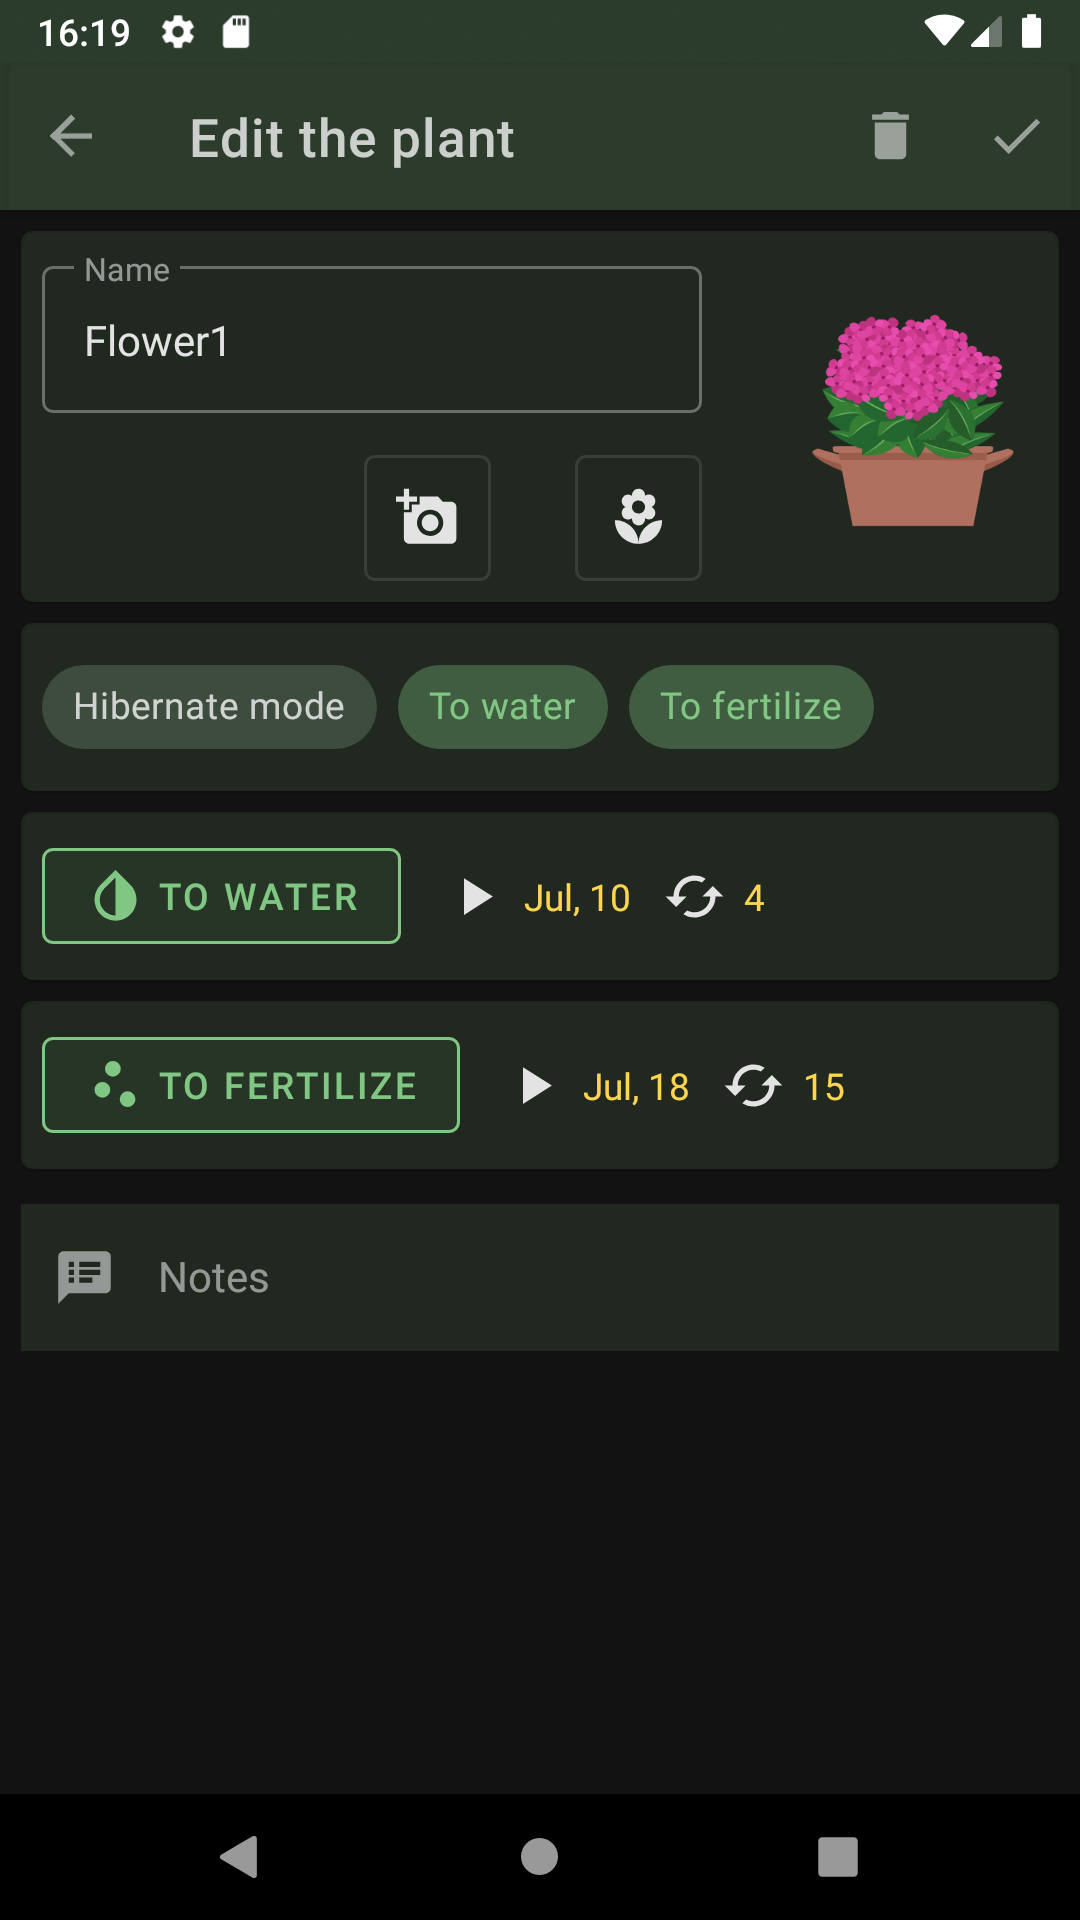 16:19
Edit the plant
Name
Flower1
Hibernate mode To water To fertilize
TO WATER Jul, 10 4
TO FERTILIZE Jul, 18 15
Notes